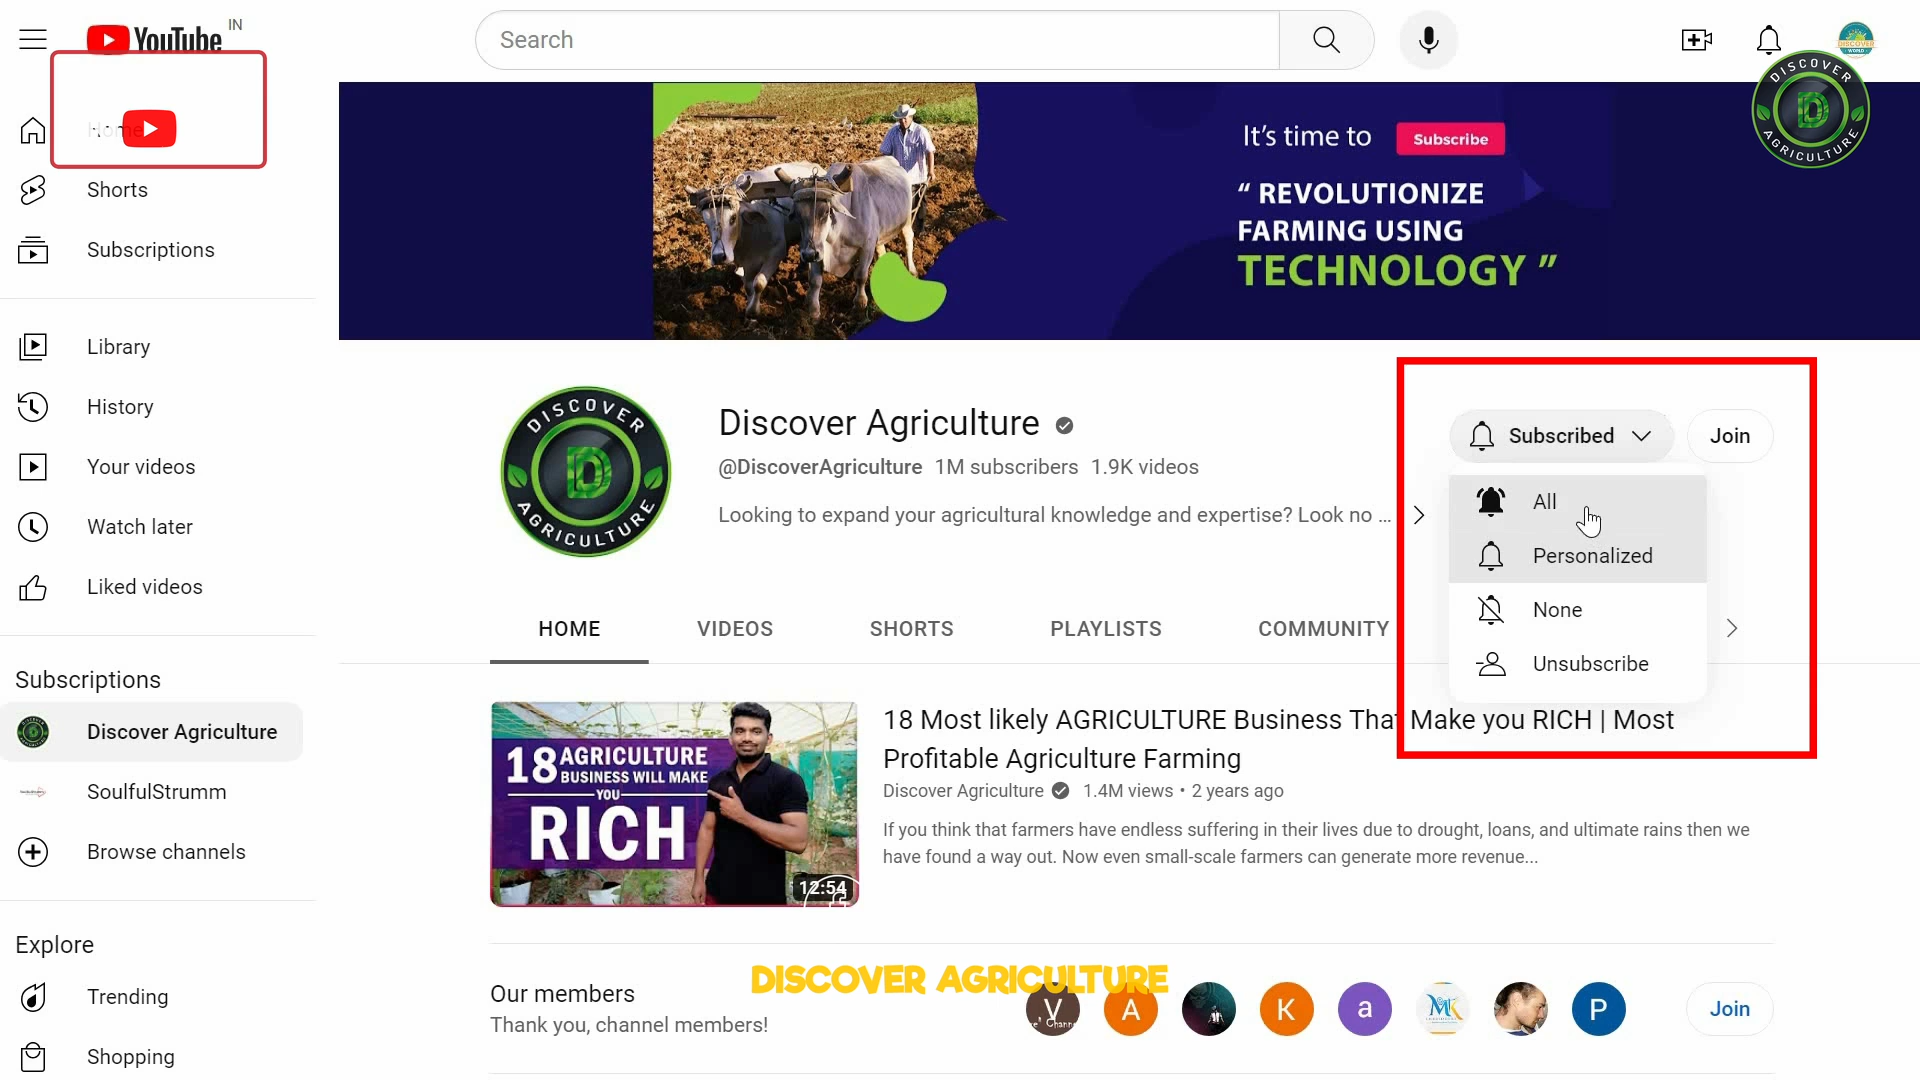 YouTube IN
Search
Home
Shorts
Subscriptions
Library
History
Your videos
Watch later
Liked videos
Subscriptions
Discover Agriculture
SoulfulStrumm
Browse channels
Explore
Trending
Shopping
It's time to Subscribe
“ REVOLUTIONIZE
FARMING USING
TECHNOLOGY ”
DISCOVER AGRICULTURE
D
DISCOVER AGRICULTURE
D
Discover Agriculture
@DiscoverAgriculture 1M subscribers 1.9K videos
Looking to expand your agricultural knowledge and expertise? Look no ...
Subscribed
Join
All
Personalized
None
Unsubscribe
HOME VIDEOS SHORTS PLAYLISTS COMMUNITY
18 AGRICULTURE
BUSINESS WILL MAKE
YOU
RICH
12:54
18 Most likely AGRICULTURE Business That Make you RICH | Most
Profitable Agriculture Farming
Discover Agriculture 1.4M views • 2 years ago
If you think that farmers have endless suffering in their lives due to drought, loans, and ultimate rains then we
have found a way out. Now even small-scale farmers can generate more revenue...
DISCOVER AGRICULTURE
Our members
Thank you, channel members!
V A K a P
Join